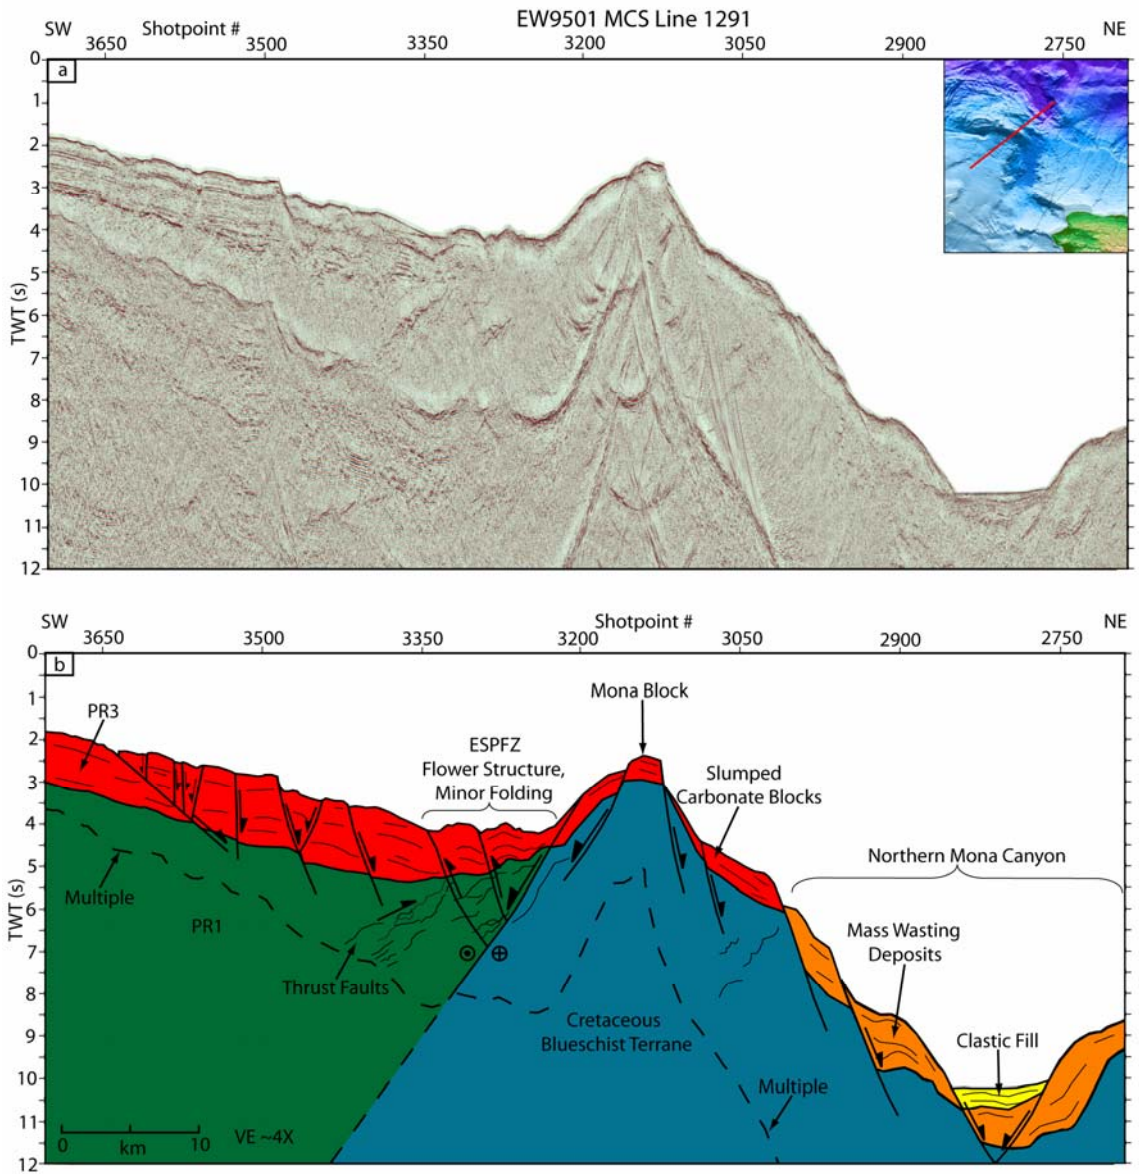 EW9501 MCS Line 1291
SW Shotpoint # NE
3650 3500 3350 3200 3050 2900 2750
a
TWT (s)
0
1
2
3
4
5
6
7
8
9
10
11
12
SW Shotpoint # NE
3650 3500 3350 3200 3050 2900 2750
b
TWT (s)
0
1
2
3
4
5
6
7
8
9
10
11
12
PR3
ESPFZ
Flower Structure,
Minor Folding
Mona Block
Slumped
Carbonate Blocks
Northern Mona Canyon
Multiple
PR1
Thrust Faults
Mass Wasting
Deposits
Cretaceous
Blueschist Terrane
Clastic Fill
Multiple
0 10
km
VE ~4X